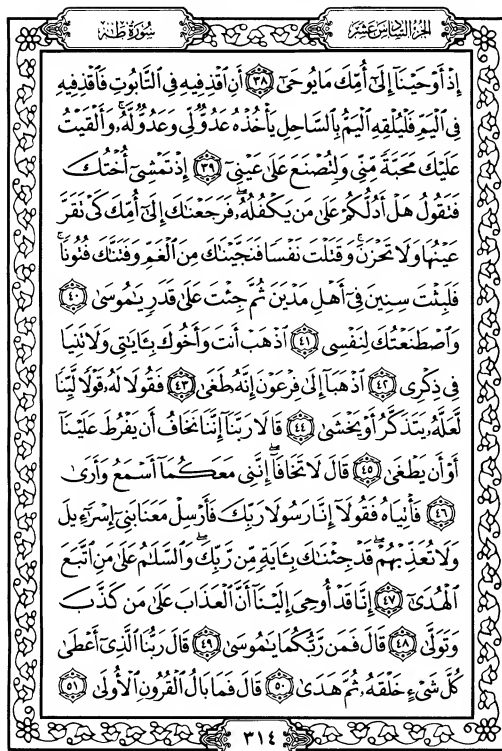 سُورَةُ طٰهٰ
الجزء السادس عشر
إِذْ أَوْحَيْنَآ إِلَىٰٓ أُمِّكَ مَا يُوحَىٰٓ ٣٨ أَنِ ٱقْذِفِيهِ فِى ٱلتَّابُوتِ فَٱقْذِفِيهِ
فِى ٱلْيَمِّ فَلْيُلْقِهِ ٱلْيَمُّ بِٱلسَّاحِلِ يَأْخُذْهُ عَدُوٌّ لِّى وَعَدُوٌّ لَّهُۥ ۚ وَأَلْقَيْتُ
عَلَيْكَ مَحَبَّةً مِّنِّى وَلِتُصْنَعَ عَلَىٰ عَيْنِىٓ ٣٩ إِذْ تَمْشِىٓ أُخْتُكَ
فَتَقُولُ هَلْ أَدُلُّكُمْ عَلَىٰ مَن يَكْفُلُهُۥ ۖ فَرَجَعْنَٰكَ إِلَىٰٓ أُمِّكَ كَىْ تَقَرَّ
عَيْنُهَا وَلَا تَحْزَنَ ۚ وَقَتَلْتَ نَفْسًا فَنَجَّيْنَٰكَ مِنَ ٱلْغَمِّ وَفَتَنَّٰكَ فُتُونًا ۚ
فَلَبِثْتَ سِنِينَ فِىٓ أَهْلِ مَدْيَنَ ثُمَّ جِئْتَ عَلَىٰ قَدَرٍ يَٰمُوسَىٰ ٤٠
وَٱصْطَنَعْتُكَ لِنَفْسِى ٤١ ٱذْهَبْ أَنتَ وَأَخُوكَ بِـَٔايَٰتِى وَلَا تَنِيَا
فِى ذِكْرِى ٤٢ ٱذْهَبَآ إِلَىٰ فِرْعَوْنَ إِنَّهُۥ طَغَىٰ ٤٣ فَقُولَا لَهُۥ قَوْلًا لَّيِّنًا
لَّعَلَّهُۥ يَتَذَكَّرُ أَوْ يَخْشَىٰ ٤٤ قَالَا رَبَّنَآ إِنَّنَا نَخَافُ أَن يَفْرُطَ عَلَيْنَآ
أَوْ أَن يَطْغَىٰ ٤٥ قَالَ لَا تَخَافَآ ۖ إِنَّنِى مَعَكُمَآ أَسْمَعُ وَأَرَىٰ
٤٦ فَأْتِيَاهُ فَقُولَآ إِنَّا رَسُولَا رَبِّكَ فَأَرْسِلْ مَعَنَا بَنِىٓ إِسْرَٰٓءِيلَ
وَلَا تُعَذِّبْهُمْ ۖ قَدْ جِئْنَٰكَ بِـَٔايَةٍ مِّن رَّبِّكَ ۖ وَٱلسَّلَٰمُ عَلَىٰ مَنِ ٱتَّبَعَ
ٱلْهُدَىٰٓ ٤٧ إِنَّا قَدْ أُوحِىَ إِلَيْنَآ أَنَّ ٱلْعَذَابَ عَلَىٰ مَن كَذَّبَ
وَتَوَلَّىٰ ٤٨ قَالَ فَمَن رَّبُّكُمَا يَٰمُوسَىٰ ٤٩ قَالَ رَبُّنَا ٱلَّذِىٓ أَعْطَىٰ
كُلَّ شَىْءٍ خَلْقَهُۥ ثُمَّ هَدَىٰ ٥٠ قَالَ فَمَا بَالُ ٱلْقُرُونِ ٱلْأُولَىٰ ٥١
٣١٤